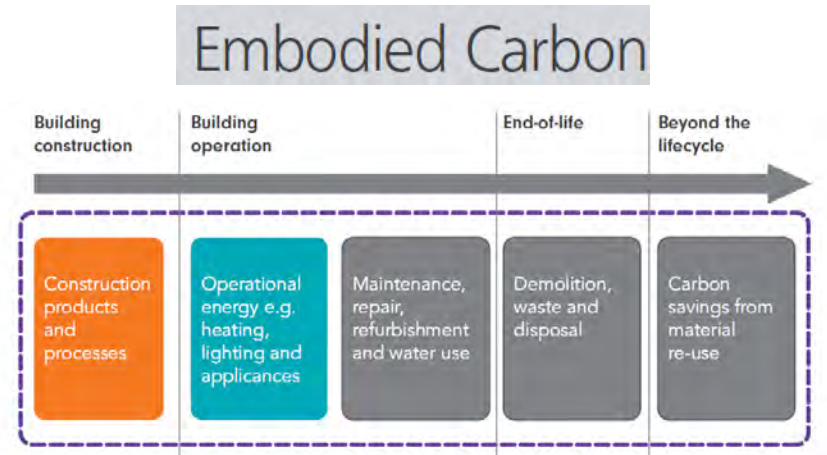 Embodied Carbon
Building
construction
Building
operation
End-of-life
Beyond the
lifecycle
Construction
products
and
processes
Operational
energy e.g.
heating,
lighting and
applicances
Maintenance,
repair,
refurbishment
and water use
Demolition,
waste and
disposal
Carbon
savings from
material
re-use